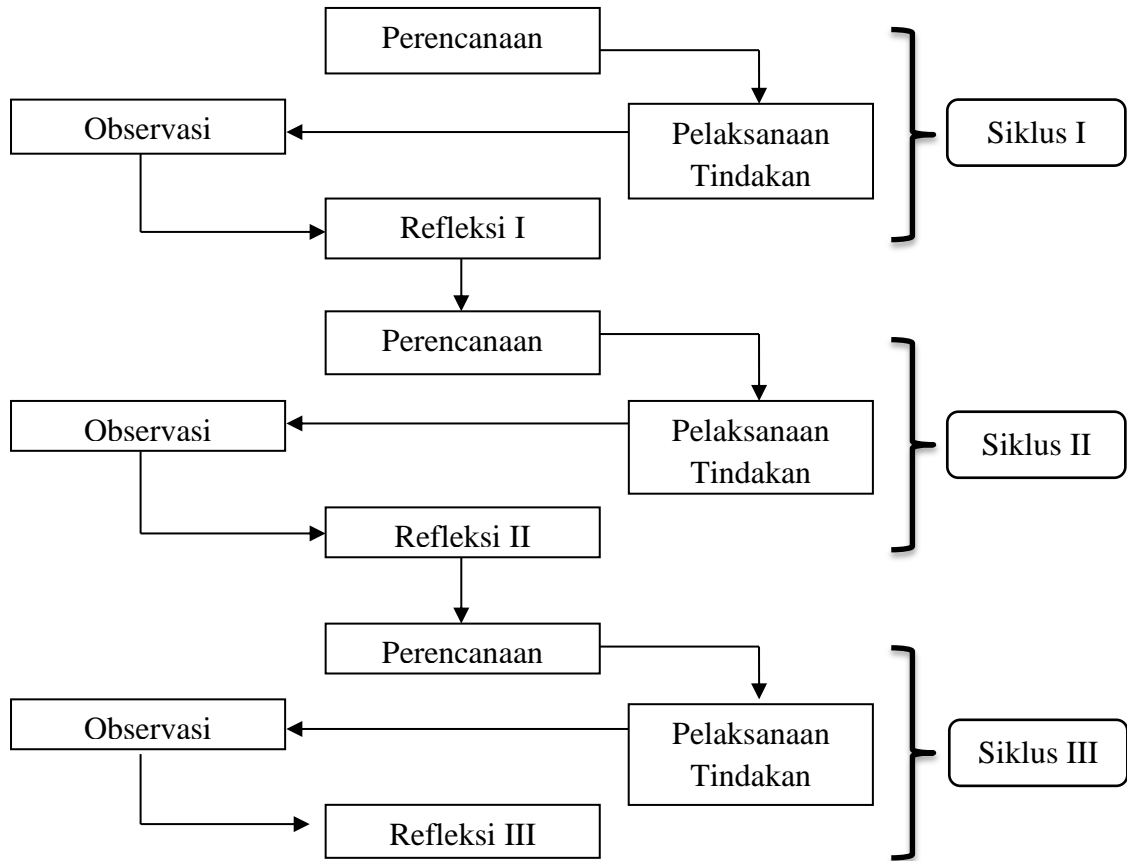 Perencanaan
Observasi
Pelaksanaan
Tindakan
Siklus I
Refleksi I
Perencanaan
Observasi
Pelaksanaan
Tindakan
Siklus II
Refleksi II
Perencanaan
Observasi
Pelaksanaan
Tindakan
Siklus III
Refleksi III